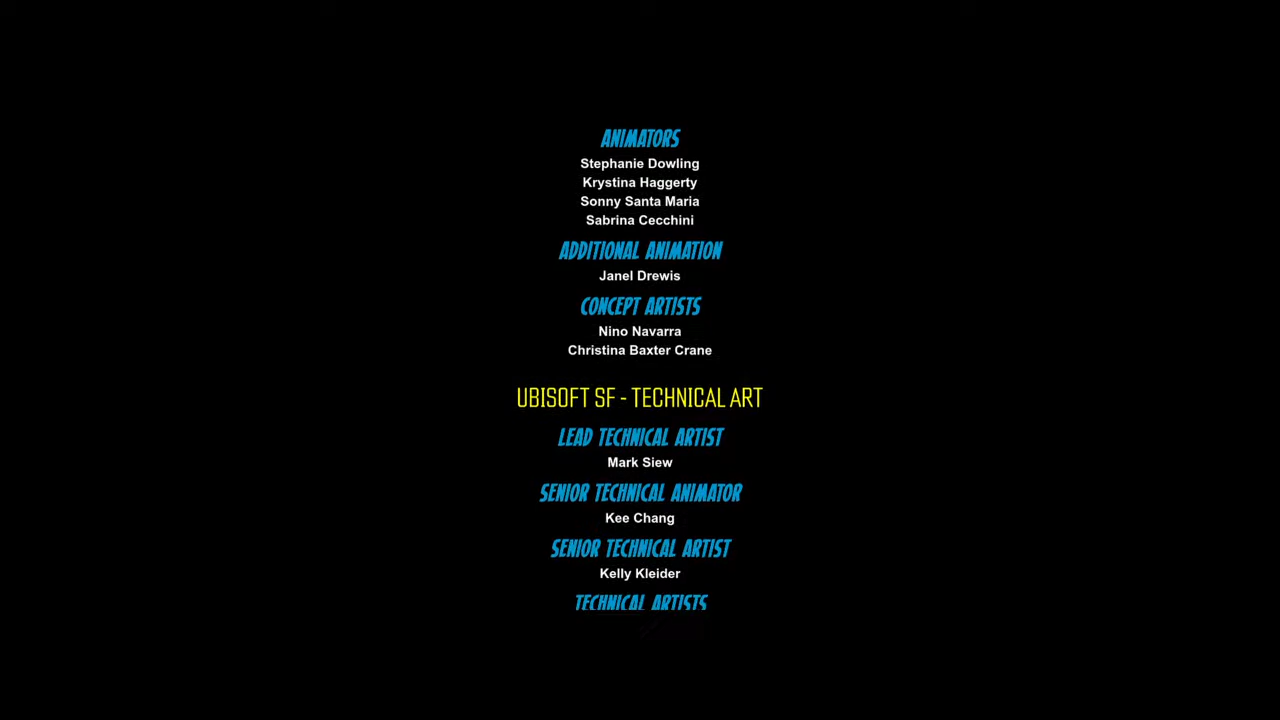 ANIMATORS
Stephanie Dowling
Krystina Haggerty
Sonny Santa Maria
Sabrina Cecchini
ADDITIONAL ANIMATION
Janel Drewis
CONCEPT ARTISTS
Nino Navarra
Christina Baxter Crane
UBISOFT SF - TECHNICAL ART
LEAD TECHNICAL ARTIST
Mark Siew
SENIOR TECHNICAL ANIMATOR
Kee Chang
SENIOR TECHNICAL ARTIST
Kelly Kleider
TECHNICAL ARTISTS